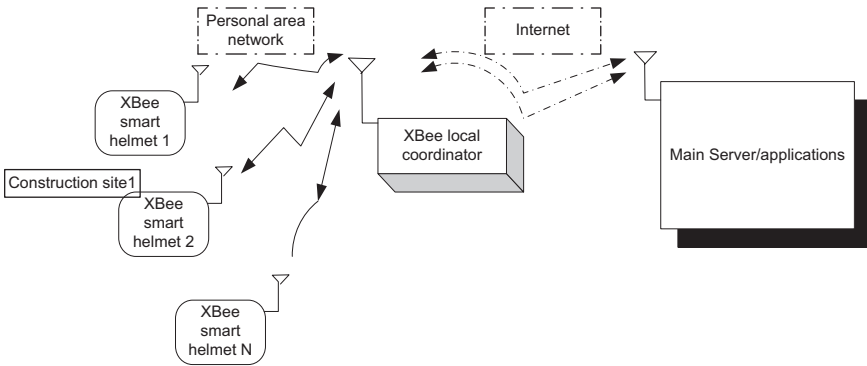 Personal area
network
Internet
XBee
smart
helmet 1
XBee local
coordinator
Main Server/applications
Construction site1
XBee
smart
helmet 2
XBee
smart
helmet N